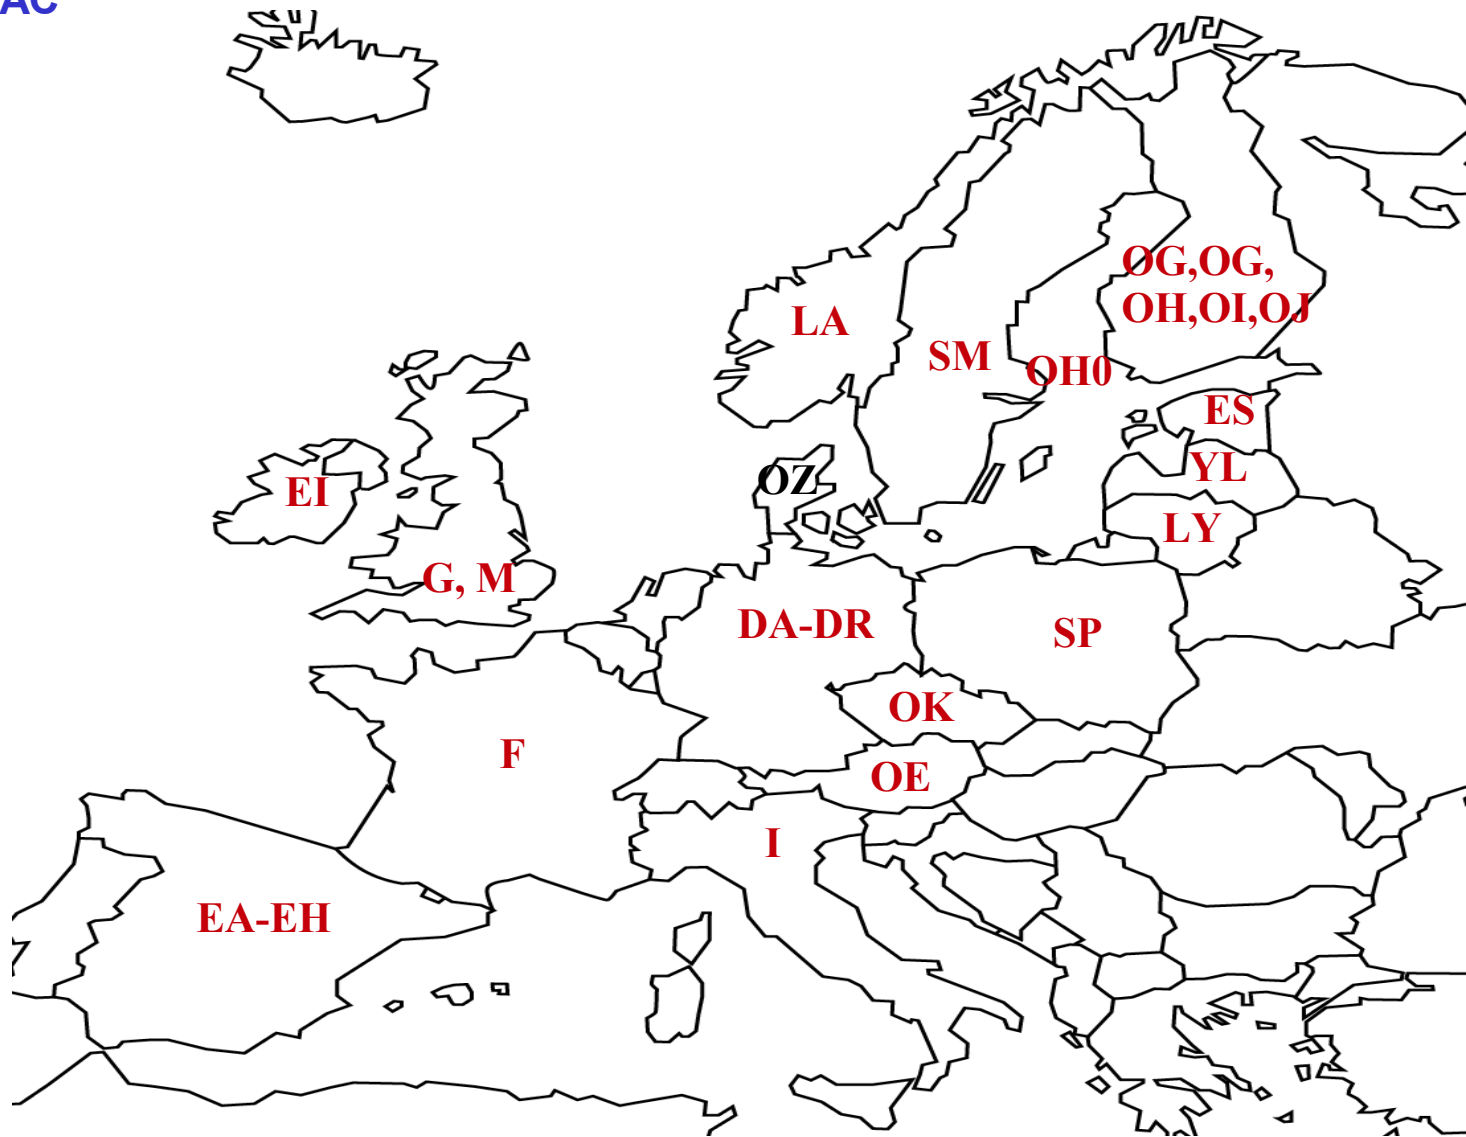 AC
OG,OG,
OH,OI,OJ
LA
SM
OH0
ES
OZ
YL
EI
LY
G, M
DA-DR
SP
OK
F
OE
I
EA-EH